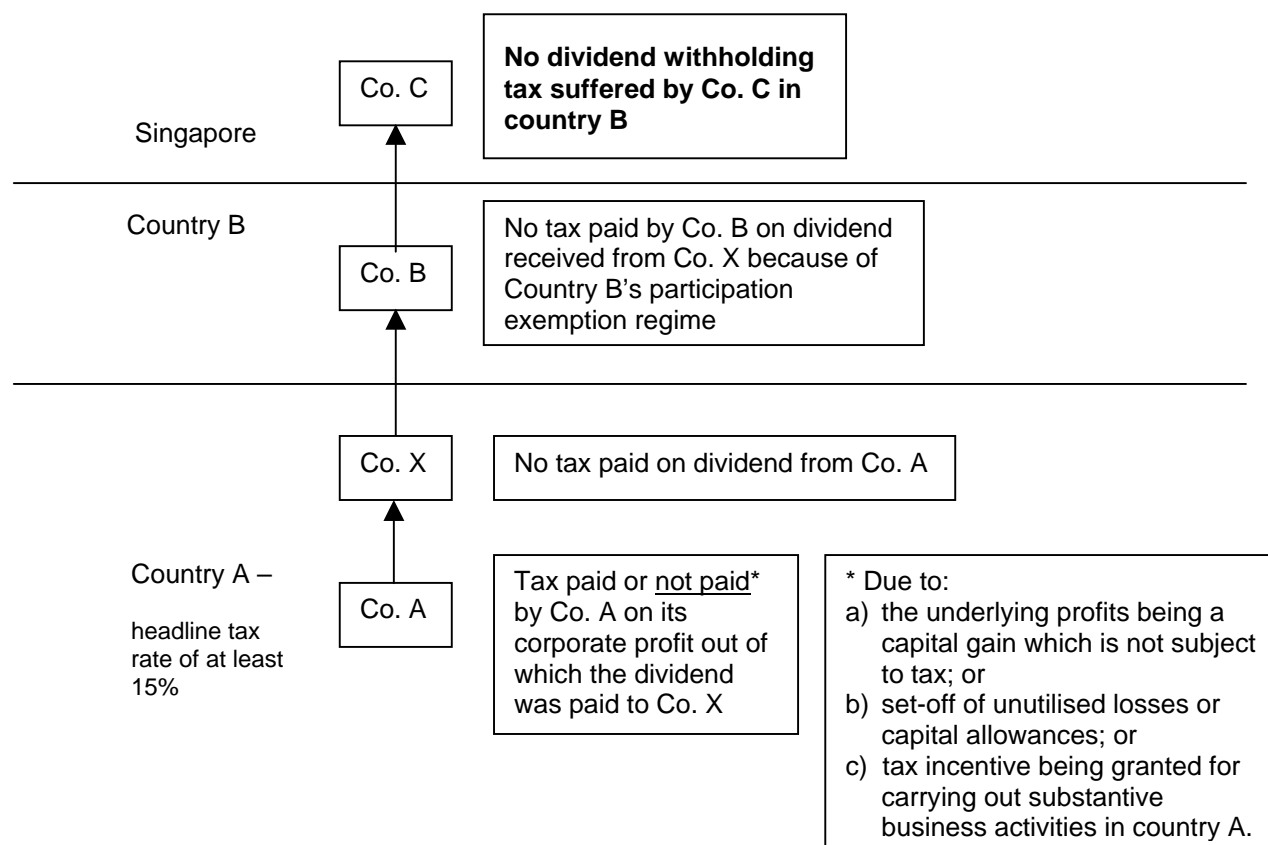 Co. C
No dividend withholding
tax suffered by Co. C in
country B
Singapore
Country B
Co. B
No tax paid by Co. B on dividend
received from Co. X because of
Country B’s participation
exemption regime
Co. X
No tax paid on dividend from Co. A
Country A –
headline tax
rate of at least
15%
Co. A
Tax paid or not paid*
by Co. A on its
corporate profit out of
which the dividend
was paid to Co. X
* Due to:
a) the underlying profits being a
capital gain which is not subject
to tax; or
b) set-off of unutilised losses or
capital allowances; or
c) tax incentive being granted for
carrying out substantive
business activities in country A.